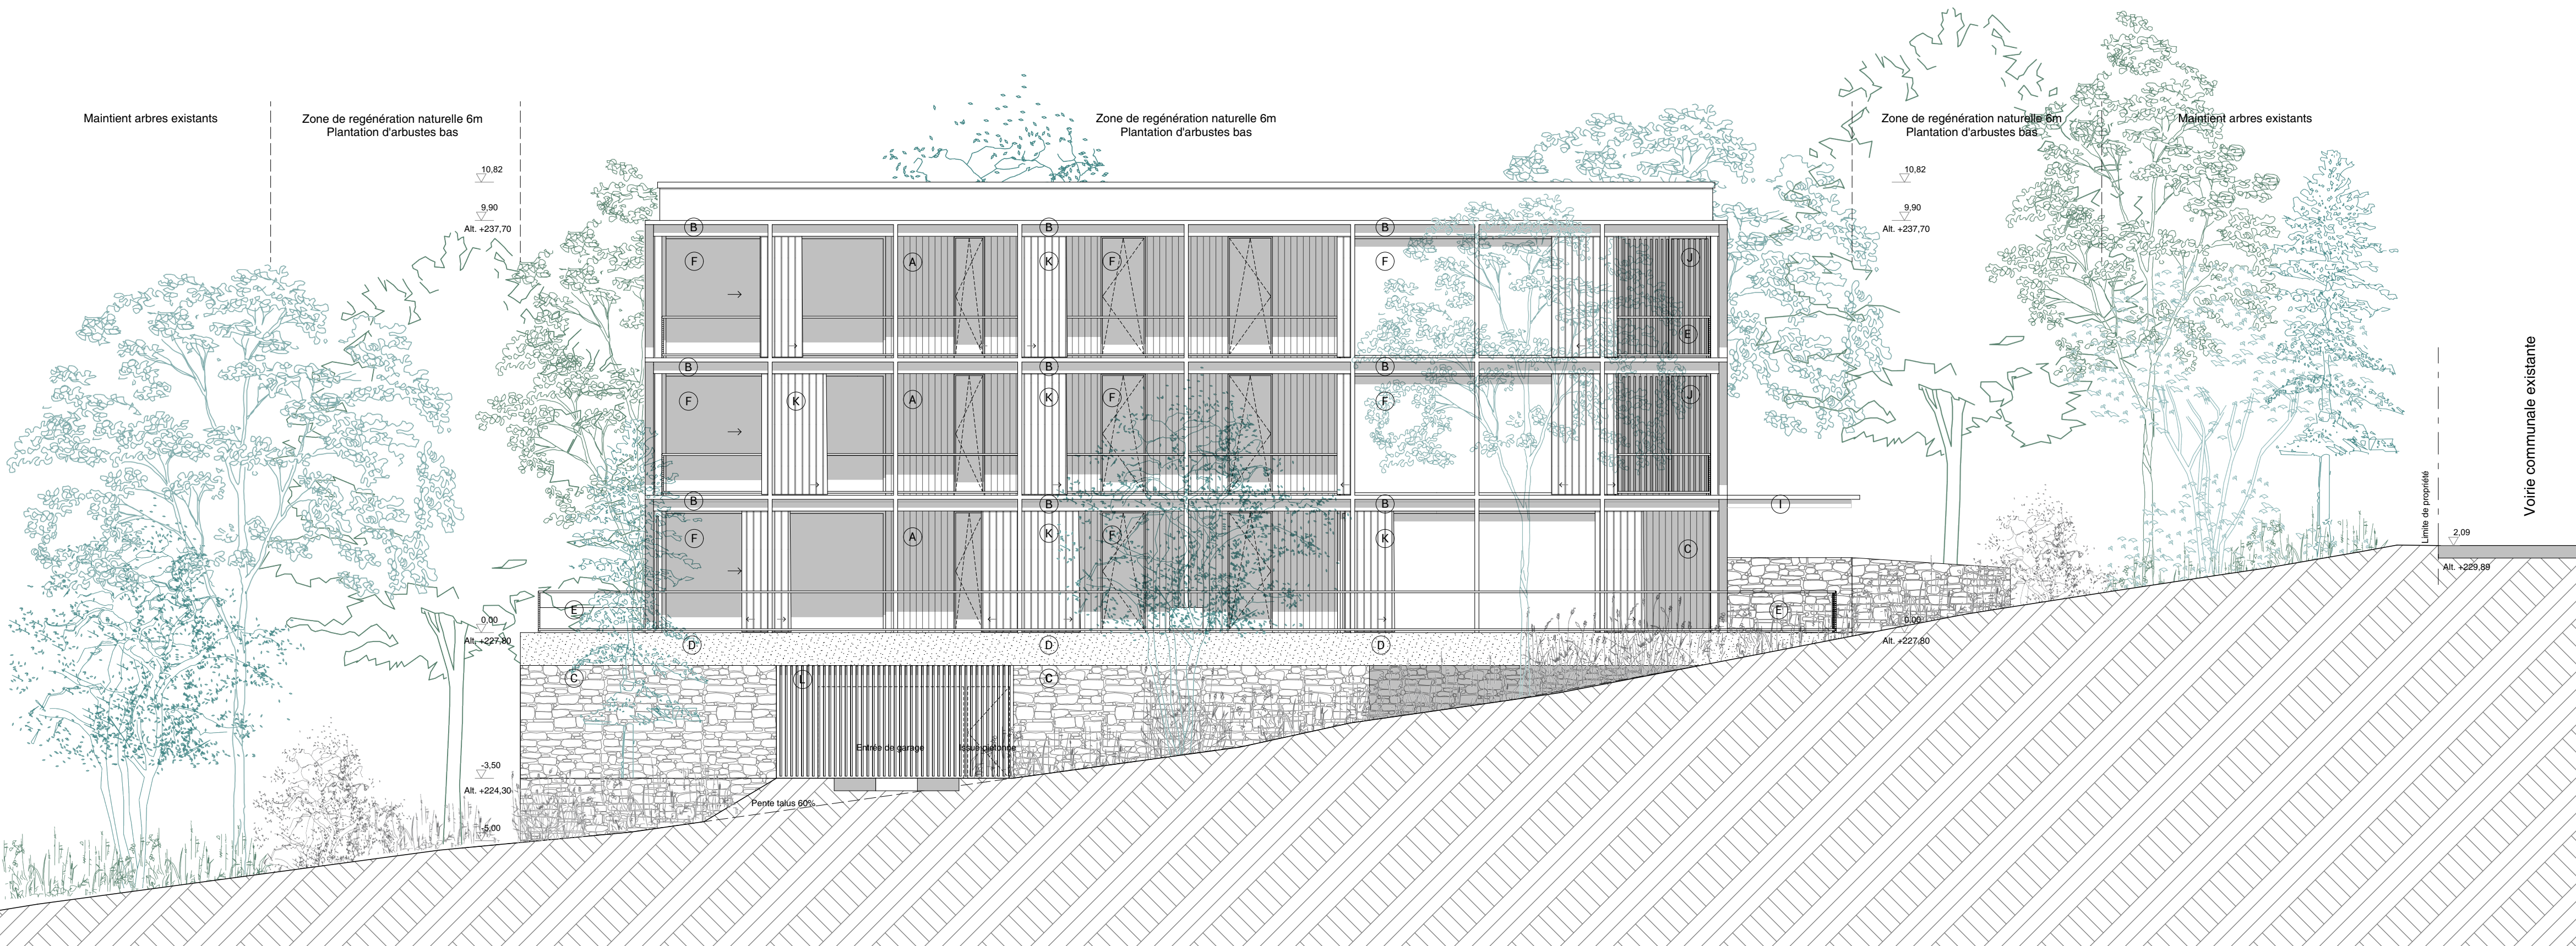 Maintient arbres existants
Zone de regénération naturelle 6m
Plantation d'arbustes bas
Zone de regénération naturelle 6m
Plantation d'arbustes bas
Zone de regénération naturelle 6m
Plantation d'arbustes bas
Maintient arbres existants
10,82
10,82
9,90
Alt. +237,70
9,90
Alt. +237,70
B
B
B
F
A
K
F
F
J
E
B
B
B
F
K
A
K
F
F
J
B
B
B
I
F
A
K
F
K
C
E
E
0,00
Alt. +227,80
0,00
Alt. +227,80
D
D
D
C
L
C
Entrée de garage
Issue piétonne
-3,50
Alt. +224,30
Pente talus 60%
-5,00
Limite de propriété
2,09
Alt. +229,89
Voirie communale existante